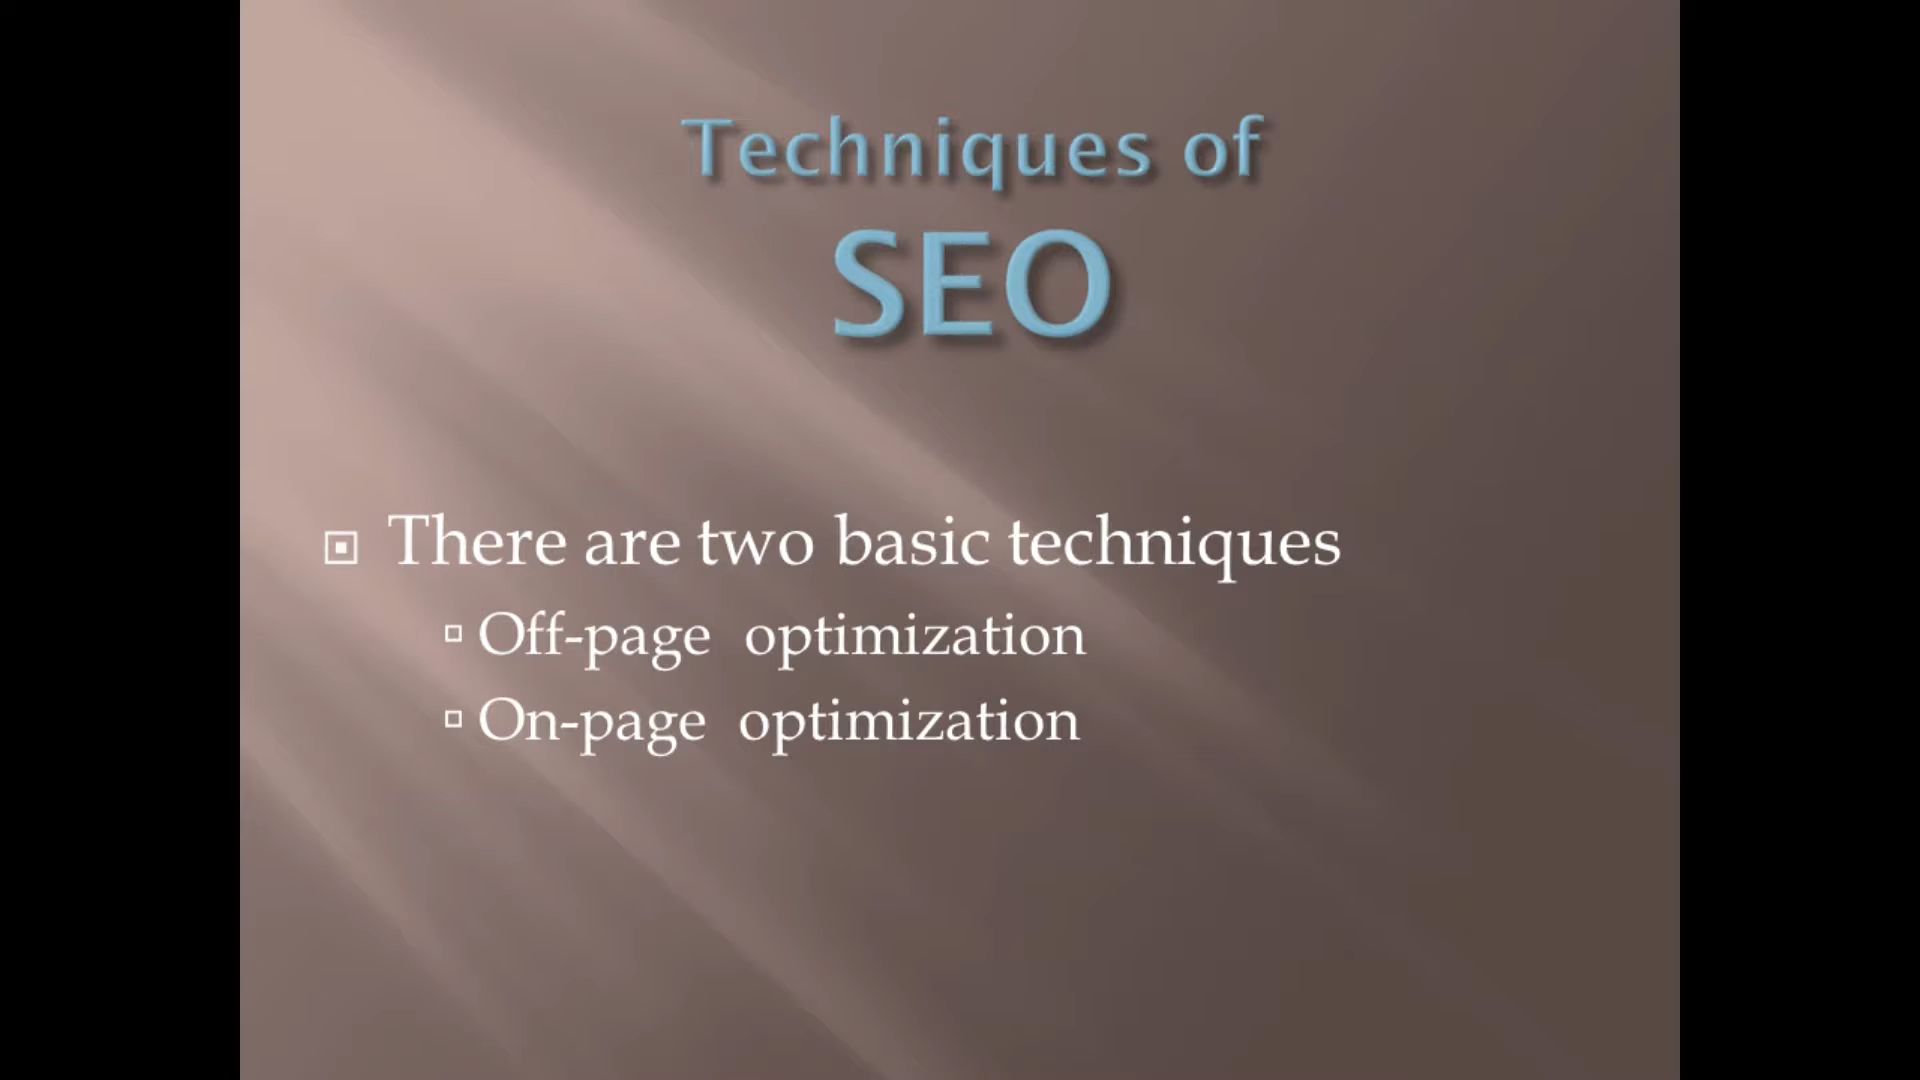 Techniques of
SEO
There are two basic techniques
Off-page optimization
On-page optimization